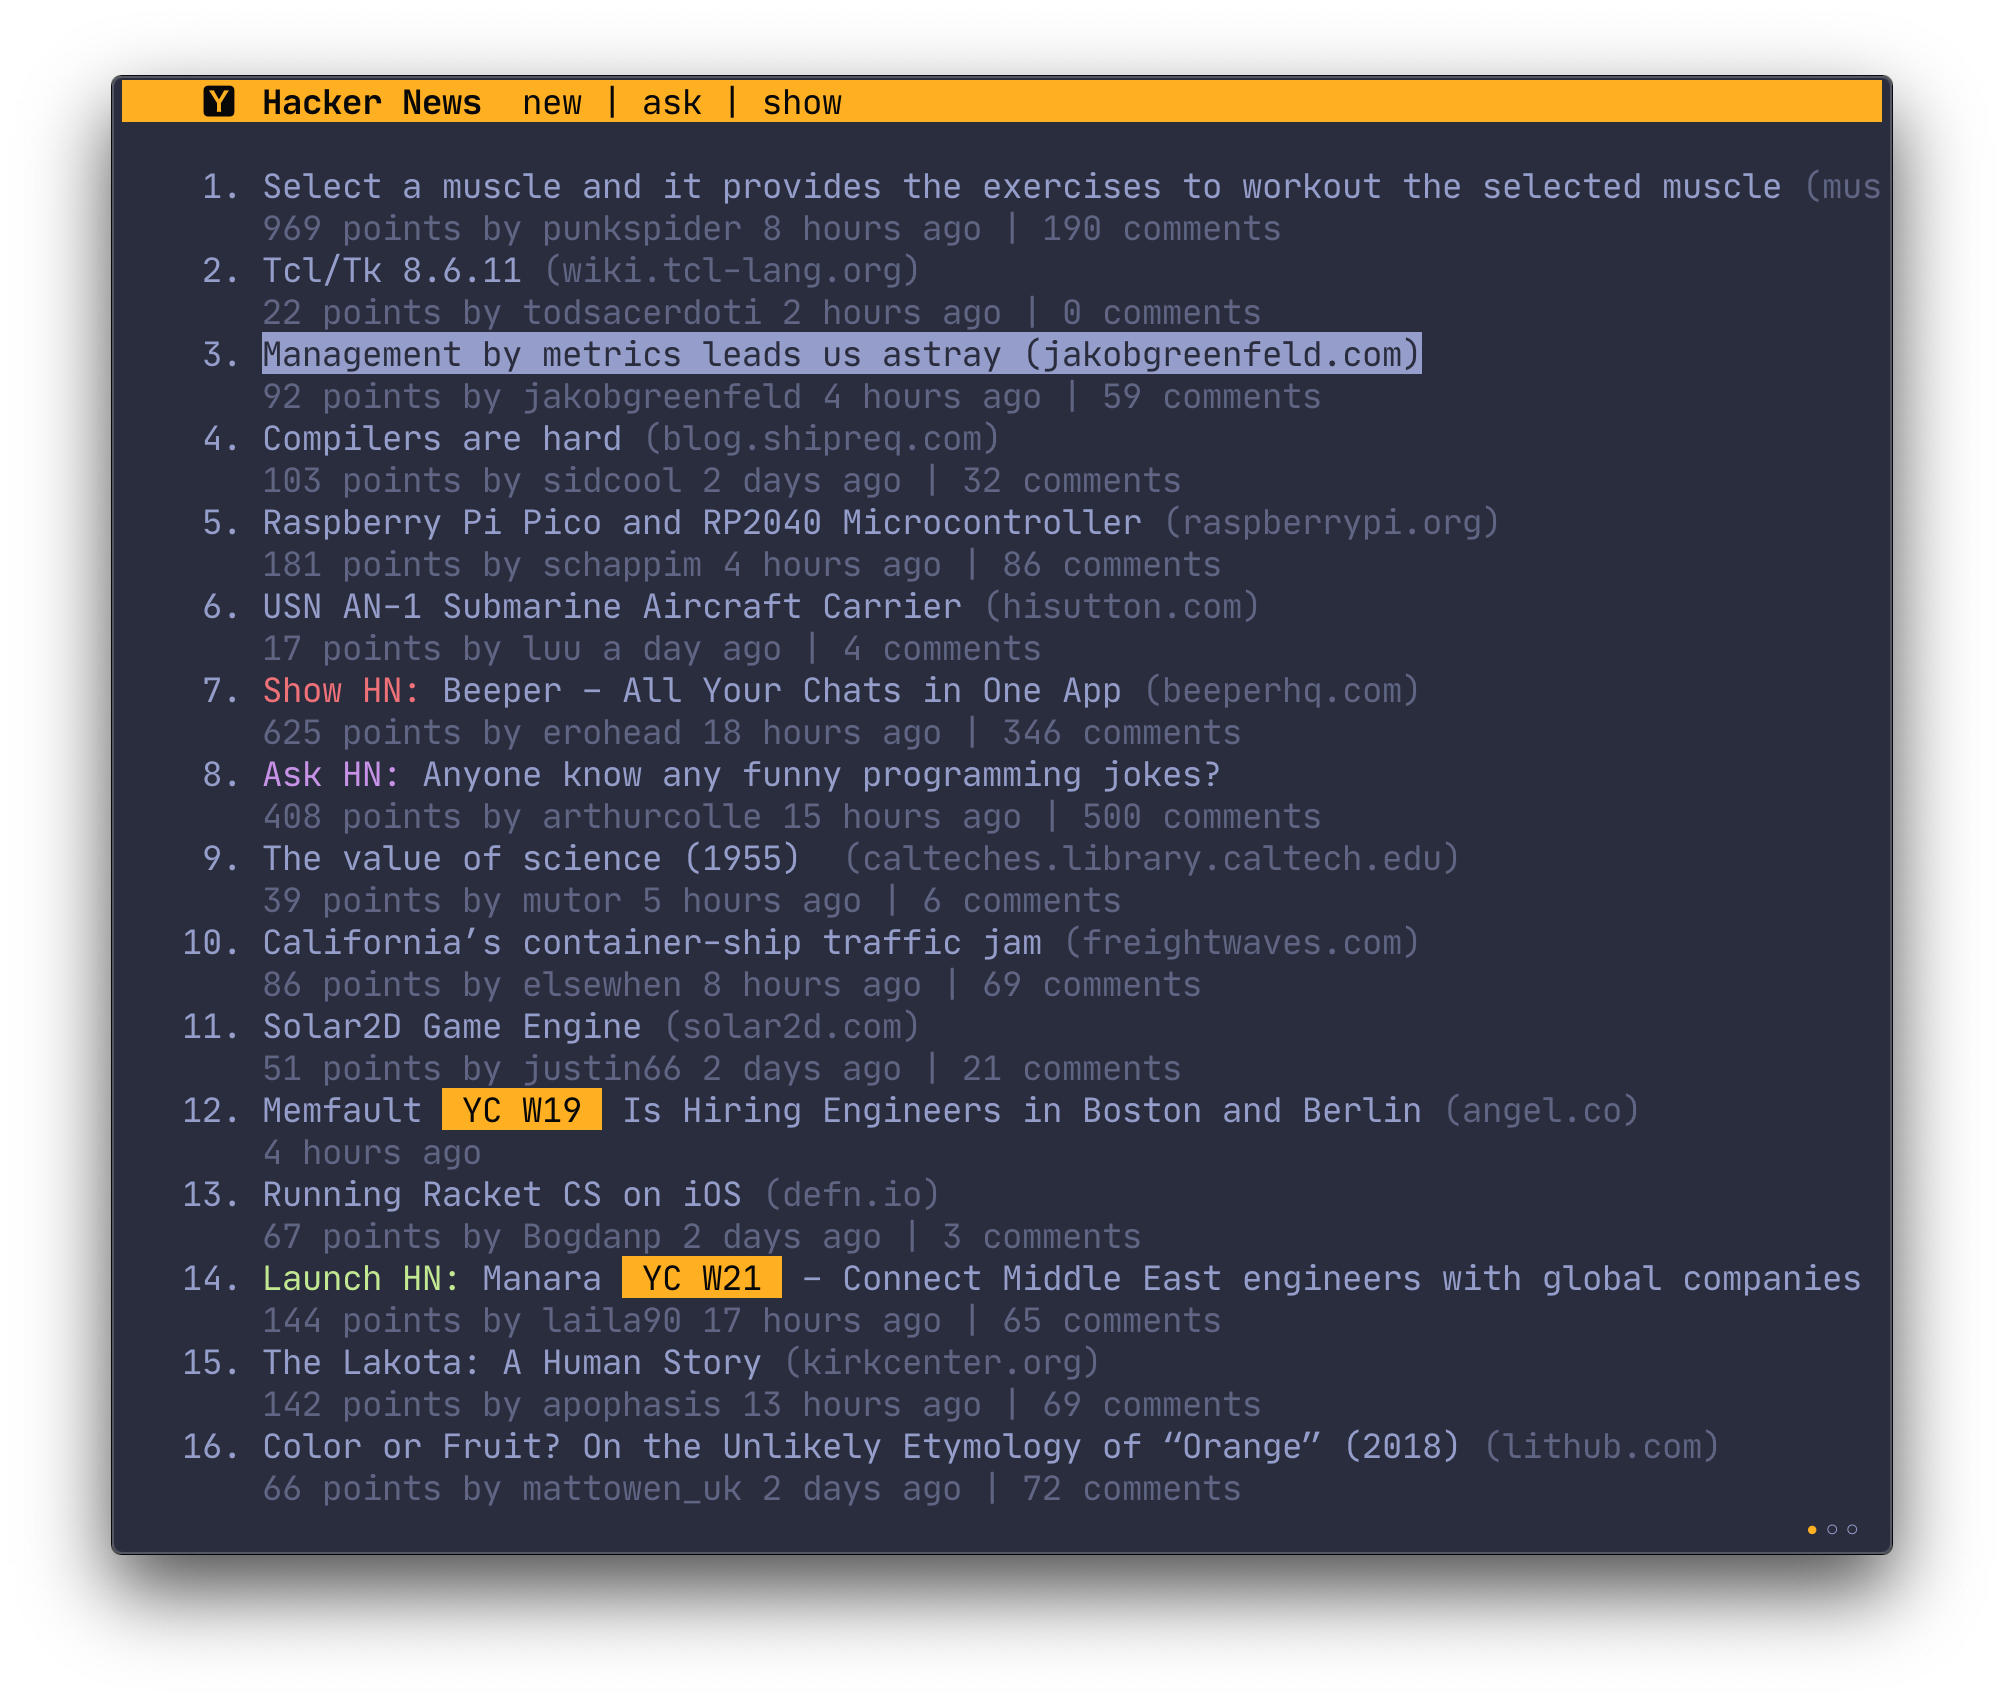 Y Hacker News new | ask | show
1. Select a muscle and it provides the exercises to workout the selected muscle (mus
969 points by punkspider 8 hours ago | 190 comments
2. Tcl/Tk 8.6.11 (wiki.tcl-lang.org)
22 points by todsacerdoti 2 hours ago | 0 comments
3. Management by metrics leads us astray (jakobgreenfeld.com)
92 points by jakobgreenfeld 4 hours ago | 59 comments
4. Compilers are hard (blog.shipreq.com)
103 points by sidcool 2 days ago | 32 comments
5. Raspberry Pi Pico and RP2040 Microcontroller (raspberrypi.org)
181 points by schappim 4 hours ago | 86 comments
6. USN AN-1 Submarine Aircraft Carrier (hisutton.com)
17 points by luu a day ago | 4 comments
7. Show HN: Beeper – All Your Chats in One App (beeperhq.com)
625 points by erohead 18 hours ago | 346 comments
8. Ask HN: Anyone know any funny programming jokes?
408 points by arthurcolle 15 hours ago | 500 comments
9. The value of science (1955) (calteches.library.caltech.edu)
39 points by mutor 5 hours ago | 6 comments
10. California’s container-ship traffic jam (freightwaves.com)
86 points by elsewhen 8 hours ago | 69 comments
11. Solar2D Game Engine (solar2d.com)
51 points by justin66 2 days ago | 21 comments
12. Memfault YC W19 Is Hiring Engineers in Boston and Berlin (angel.co)
4 hours ago
13. Running Racket CS on iOS (defn.io)
67 points by Bogdanp 2 days ago | 3 comments
14. Launch HN: Manara YC W21 – Connect Middle East engineers with global companies
144 points by laila90 17 hours ago | 65 comments
15. The Lakota: A Human Story (kirkcenter.org)
142 points by apophasis 13 hours ago | 69 comments
16. Color or Fruit? On the Unlikely Etymology of “Orange” (2018) (lithub.com)
66 points by mattowen_uk 2 days ago | 72 comments